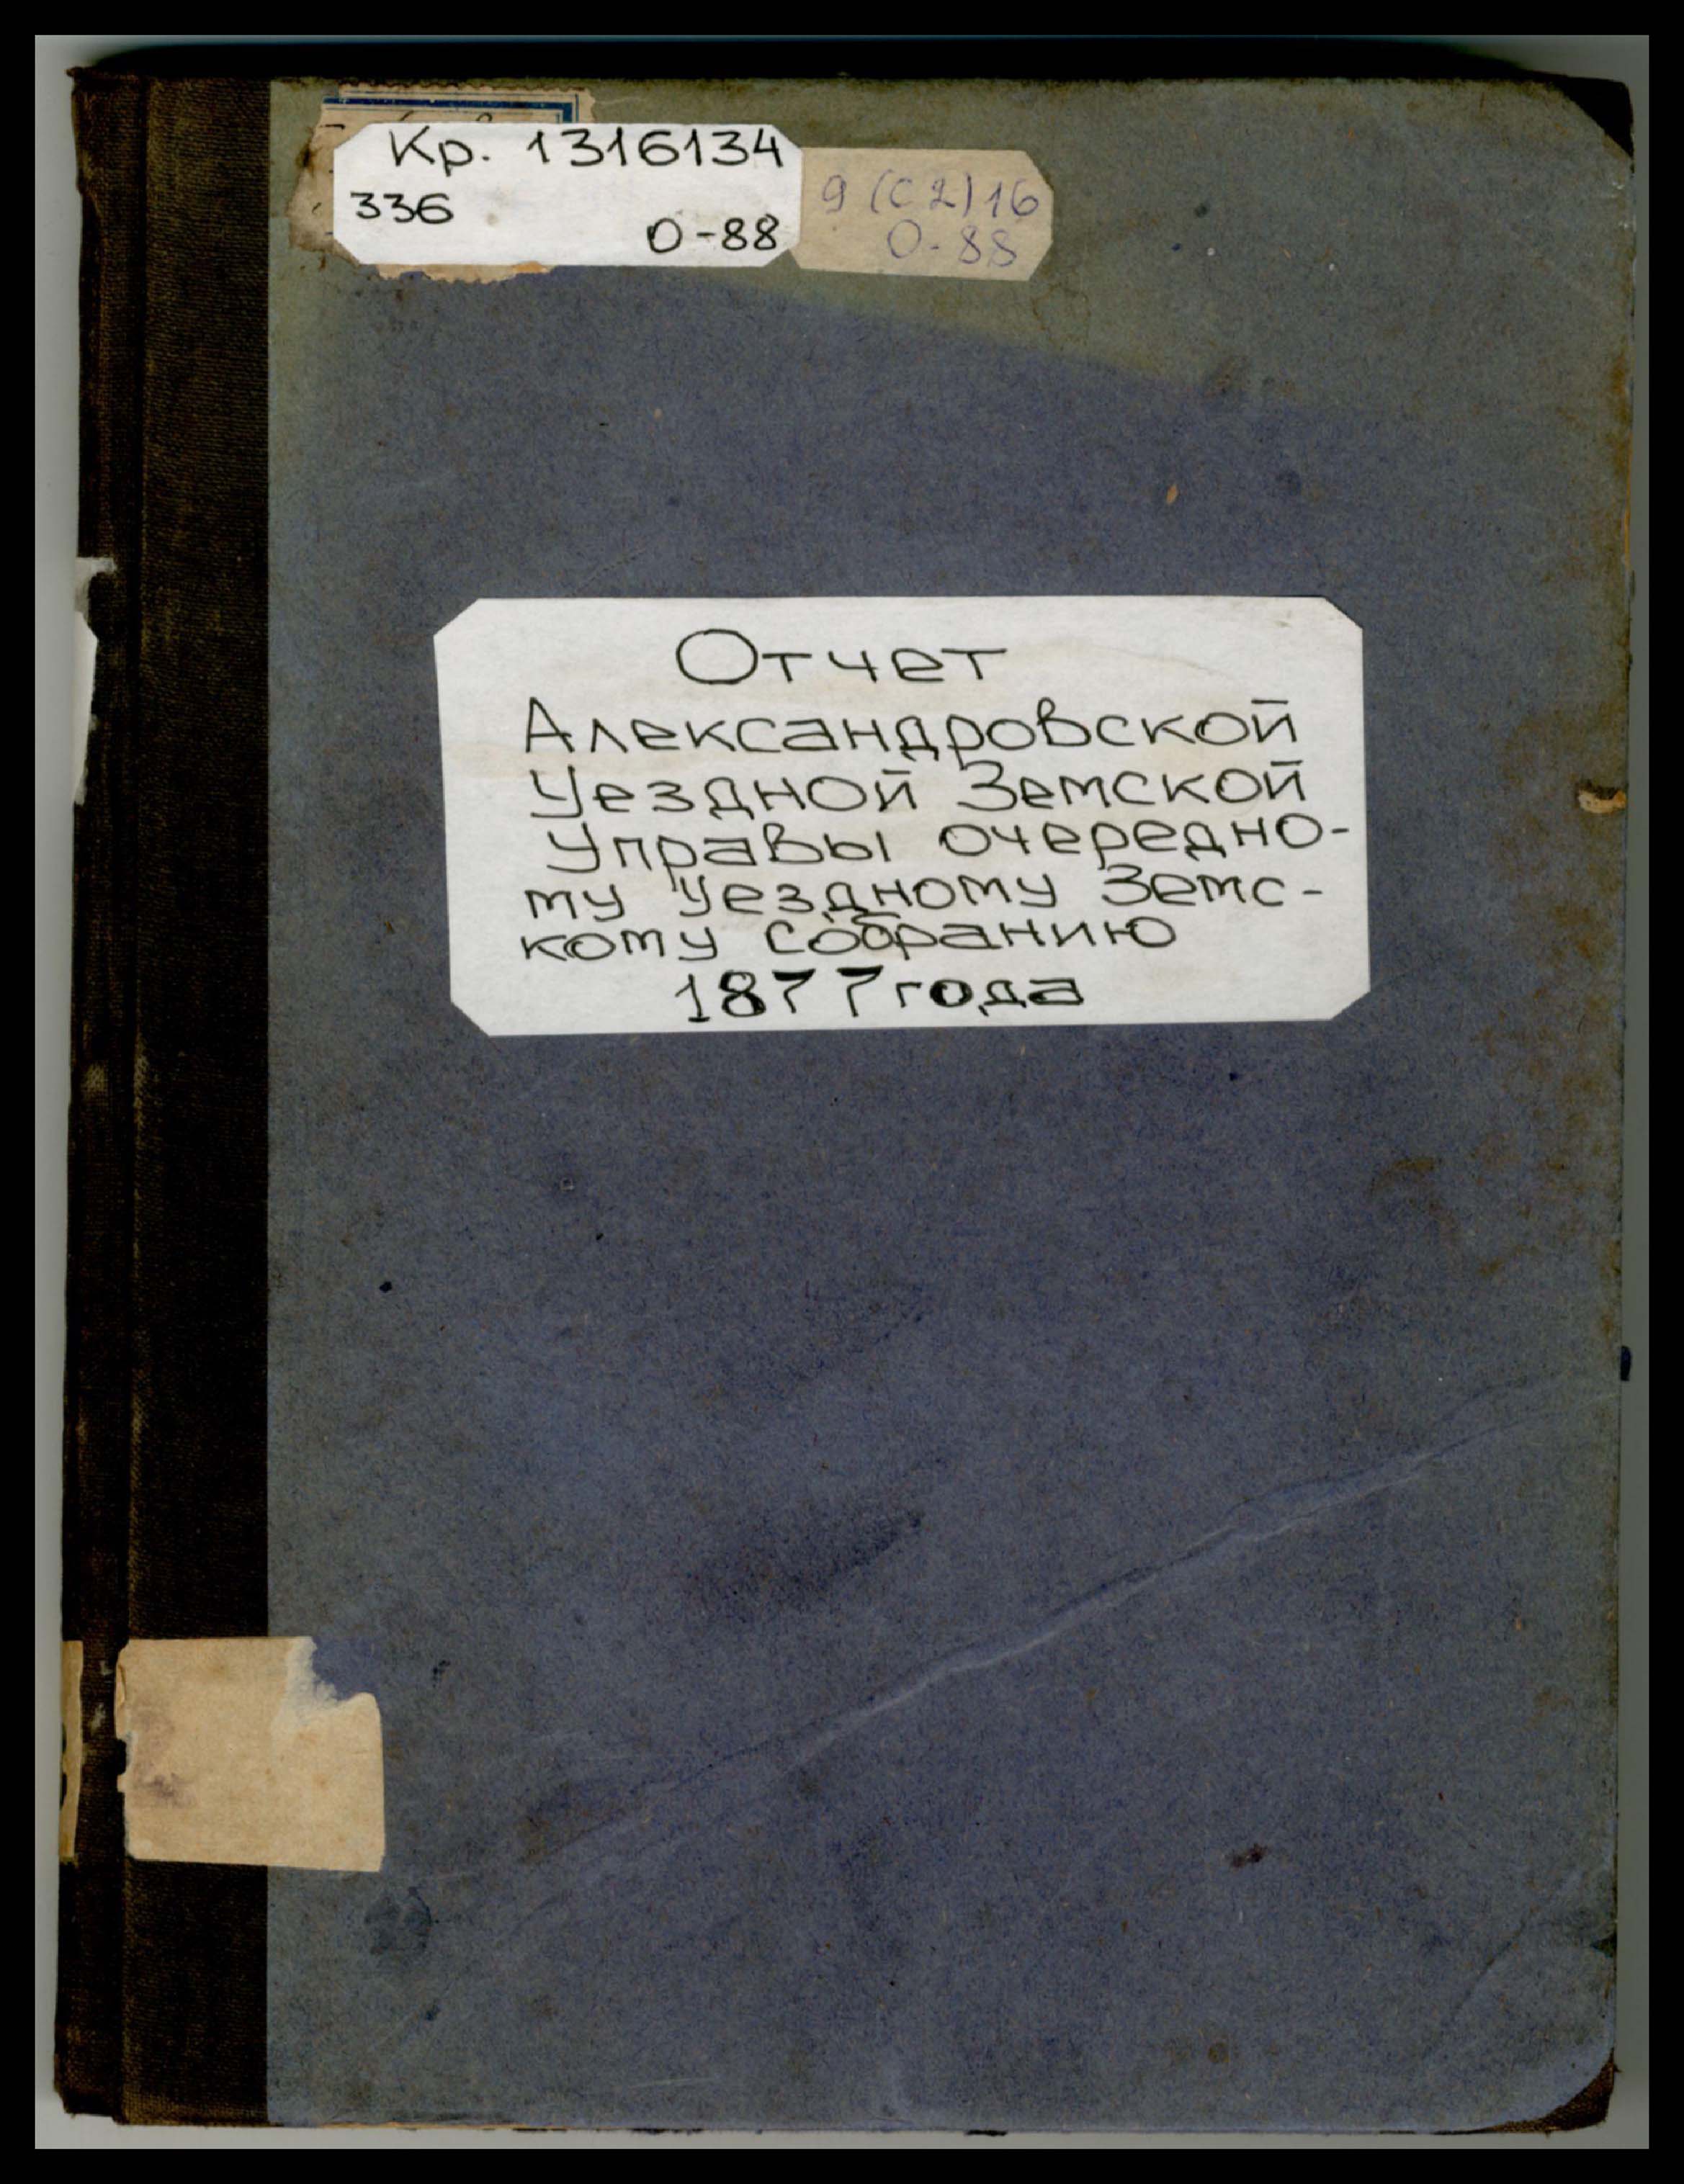 Кр. 1316134
336
О-88
9 (С 2) 16
О-88
Отчет
Александровской
Уездной Земской
Управы очередно-
му уездному Земс-
кому собранию
1877 года